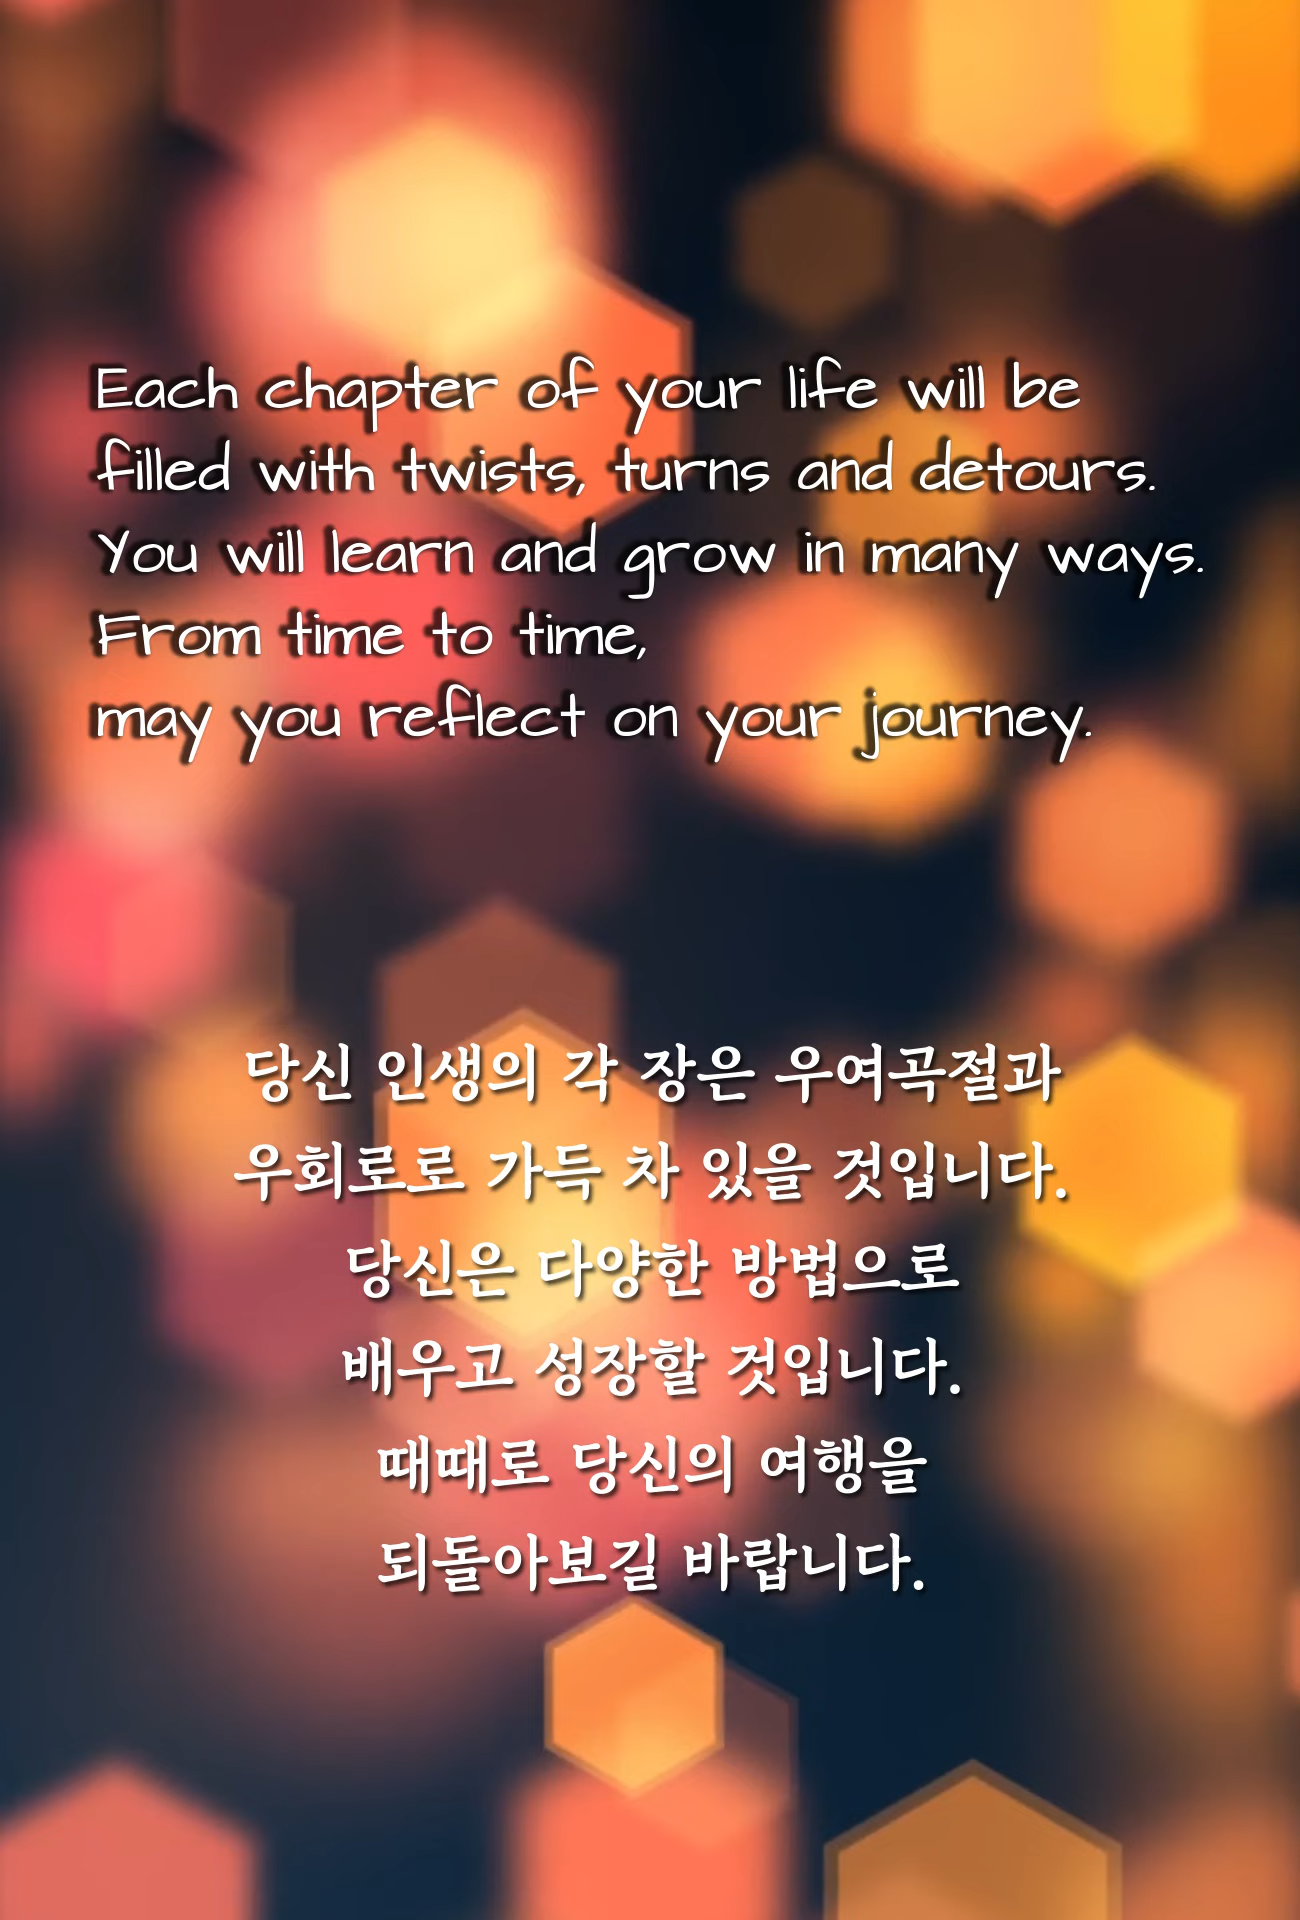 Each chapter of your life will be
filled with twists, turns and detours.
You will learn and grow in many ways.
From time to time,
may you reflect on your journey.
당신 인생의 각 장은 우여곡절과
우회로로 가득 차 있을 것입니다.
당신은 다양한 방법으로
배우고 성장할 것입니다.
때때로 당신의 여행을
되돌아보길 바랍니다.